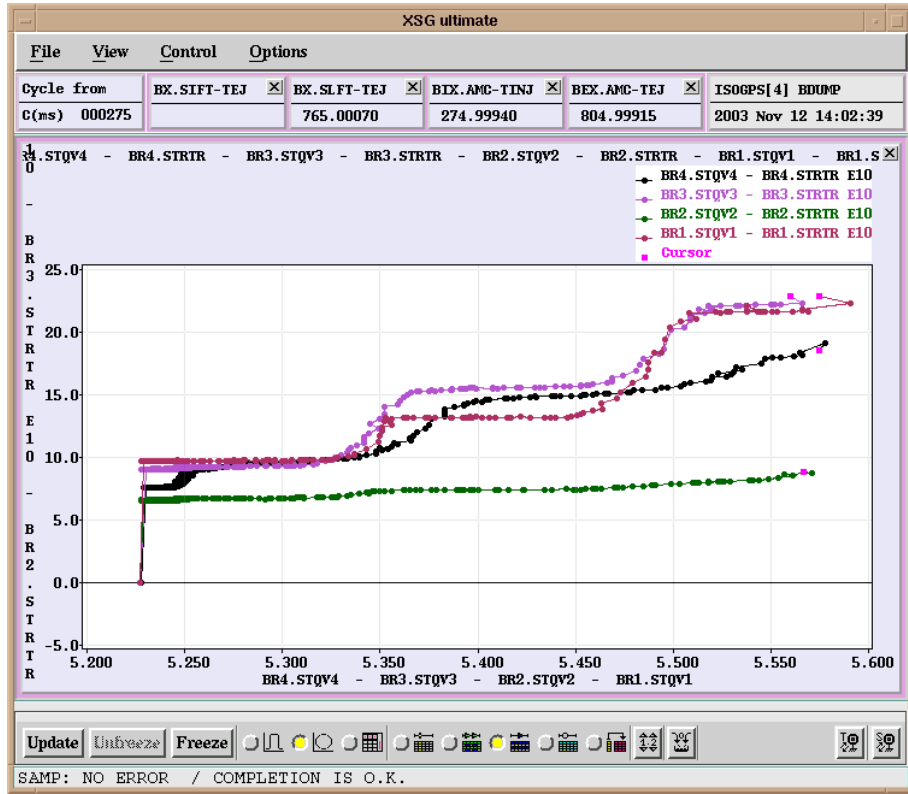 XSG ultimate
File View Control Options
Cycle from BX.SIFT-TEJ BX.SLFT-TEJ BIX.AMC-TINJ BEX.AMC-TEJ ISOGPS[4] BDUMP
C(ms) 000275 765.00070 274.99940 804.99915 2003 Nov 12 14:02:39
.STQV4 - BR4.STRTR - BR3.STQV3 - BR3.STRTR - BR2.STQV2 - BR2.STRTR - BR1.STQV1 - BR1.S
BR4.STQV4 - BR4.STRTR E10
BR3.STQV3 - BR3.STRTR E10
BR2.STQV2 - BR2.STRTR E10
BR1.STQV1 - BR1.STRTR E10
Cursor
10 - BR3.STRTR E10 - BR2.STRTR
25.0
20.0
15.0
10.0
5.0
0.0
-5.0
5.200 5.250 5.300 5.350 5.400 5.450 5.500 5.550 5.600
BR4.STQV4 - BR3.STQV3 - BR2.STQV2 - BR1.STQV1
Update Unfreeze Freeze
SAMP: NO ERROR / COMPLETION IS O.K.